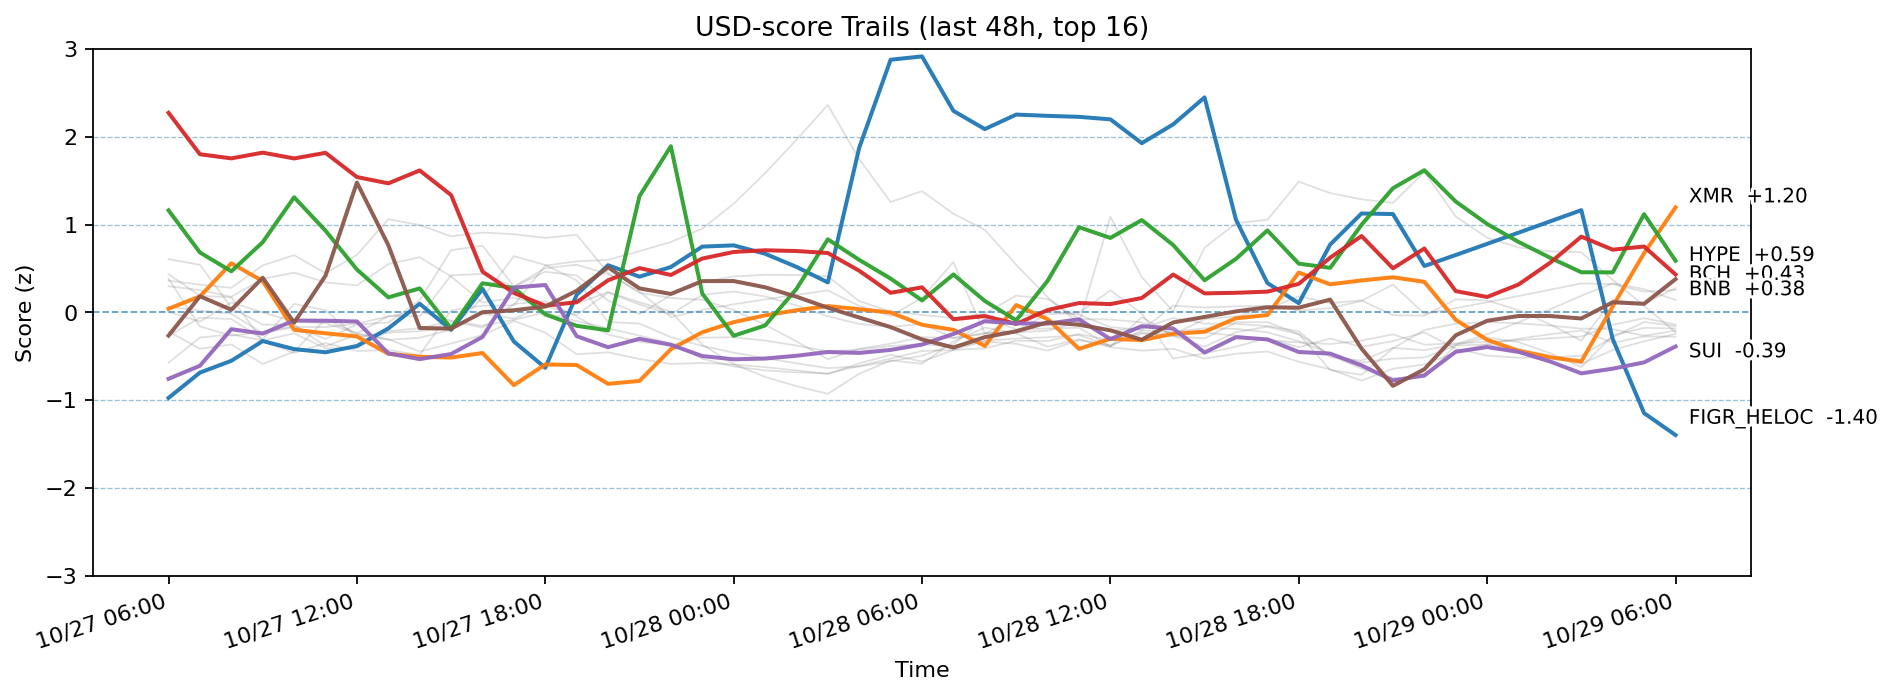 USD-score Trails (last 48h, top 16)
Score (z)
3
2
1
0
−1
−2
−3
XMR +1.20
HYPE +0.59
BCH +0.43
BNB +0.38
SUI -0.39
FIGR_HELOC -1.40
10/27 06:00
10/27 12:00
10/27 18:00
10/28 00:00
10/28 06:00
10/28 12:00
10/28 18:00
10/29 00:00
10/29 06:00
Time